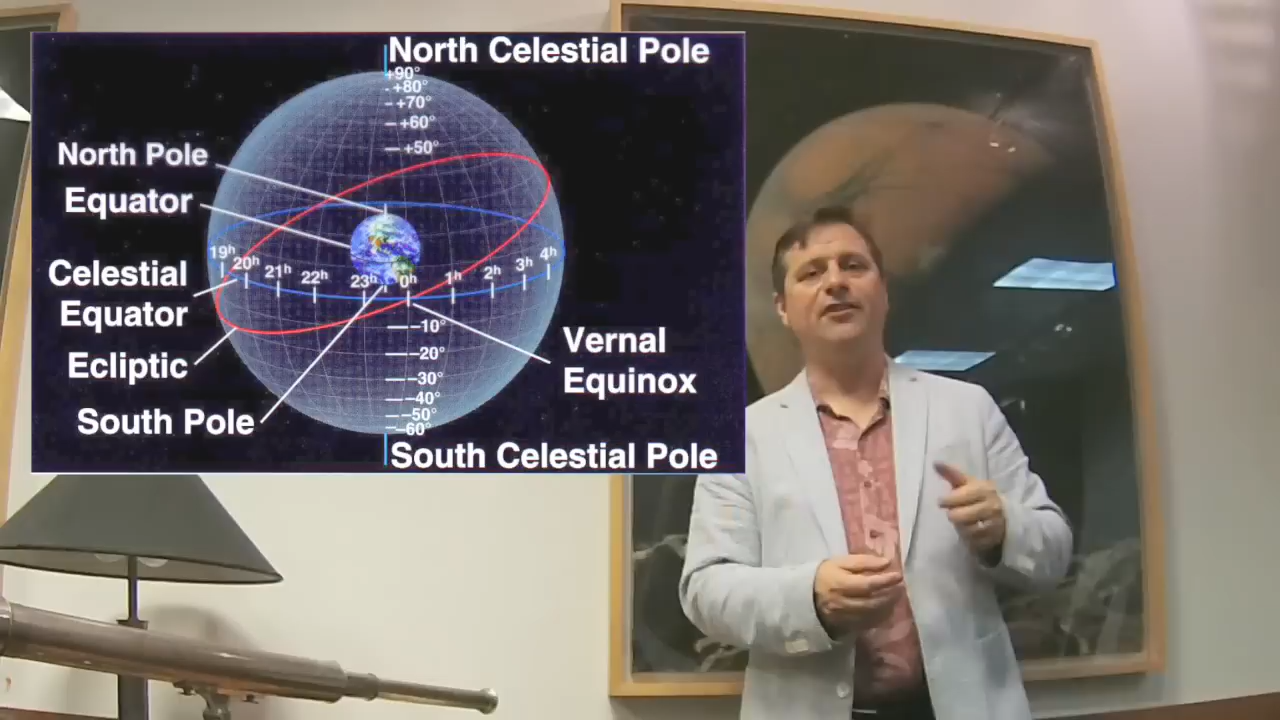 North Celestial Pole
+90°
+80°
+70°
+60°
+50°
North Pole
Equator
Celestial
Equator
Ecliptic
South Pole
19h
20h
21h
22h
23h
0h
1h
2h
3h
4h
Vernal
Equinox
−10°
−20°
−30°
−40°
−50°
−60°
South Celestial Pole